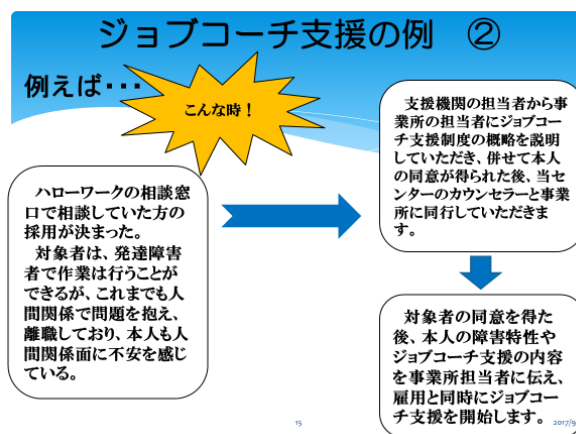 ジョブコーチ支援の例　②
例えば・・・
こんな時！
ハローワークの相談窓
口で相談していた方の
採用が決まった。
対象者は、発達障害
者で作業は行うことが
できるが、これまでも人
間関係で問題を抱え、
離職しており、本人も人
間関係面に不安を感じ
ている。
支援機関の担当者から事
業所の担当者にジョブコー
チ支援制度の概略を説明
していただき、併せて本人
の同意が得られた後、当セ
ンターのカウンセラーと事業
所に同行していただきま
す。
対象者の同意を得た
後、本人の障害特性や
ジョブコーチ支援の内容
を事業所担当者に伝え、
雇用と同時にジョブコー
チ支援を開始します。
15
2017/9